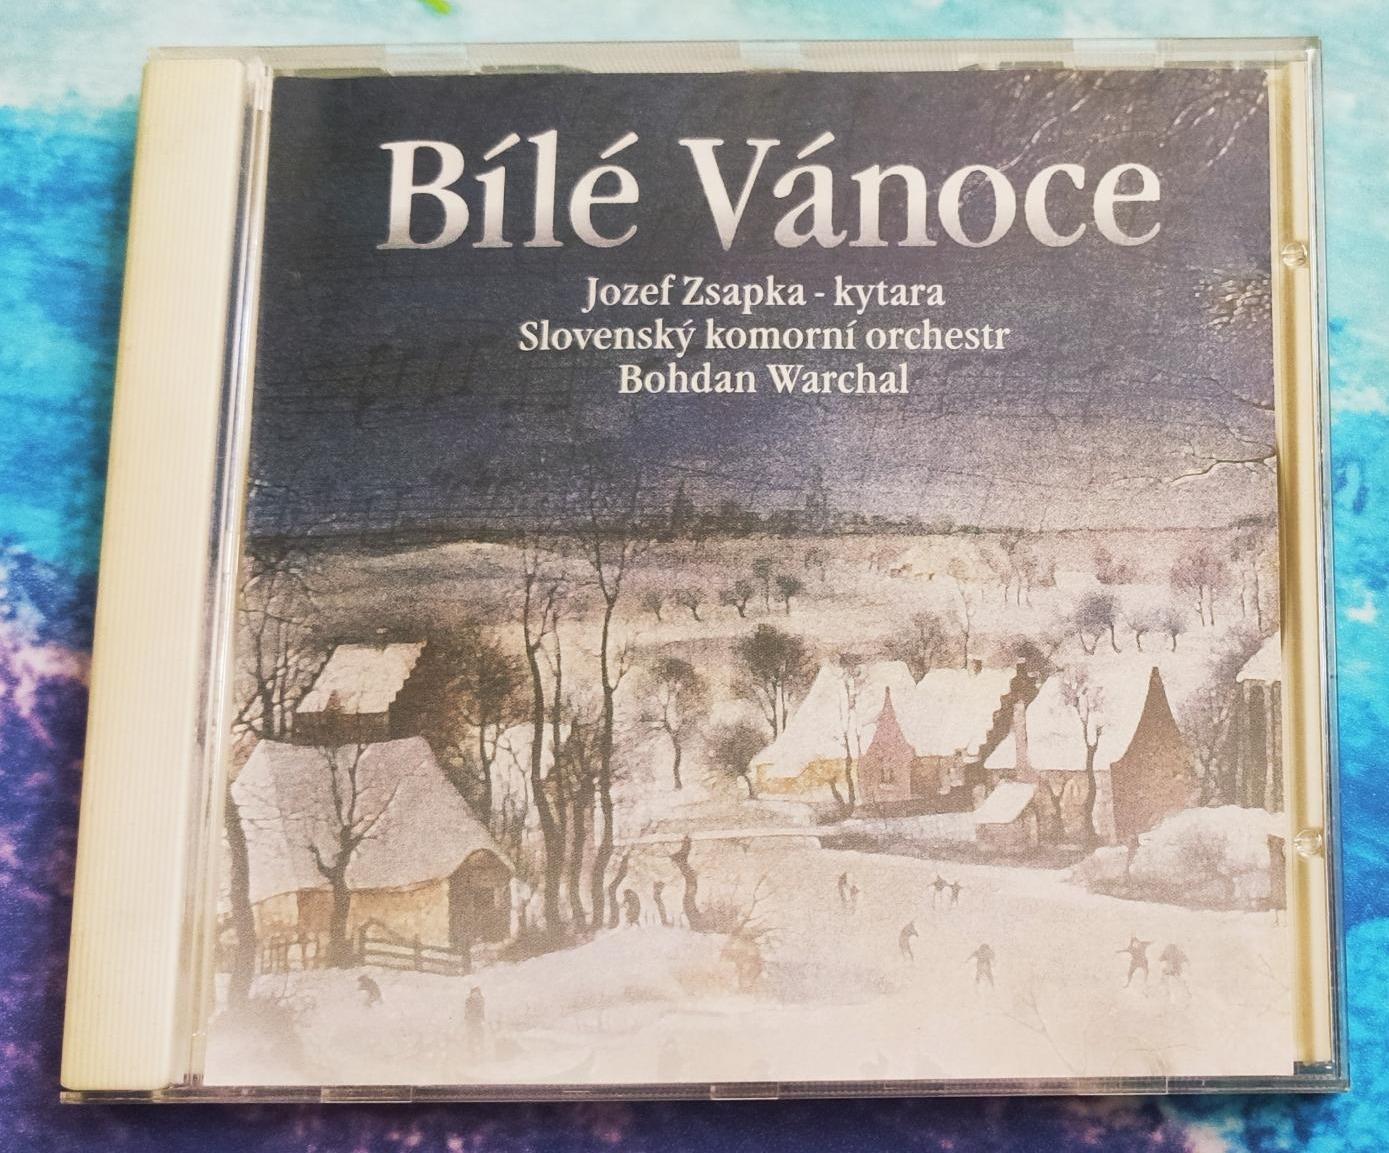 Bílé Vánoce
Jozef Zsapka - kytara
Slovenský komorní orchestr
Bohdan Warchal